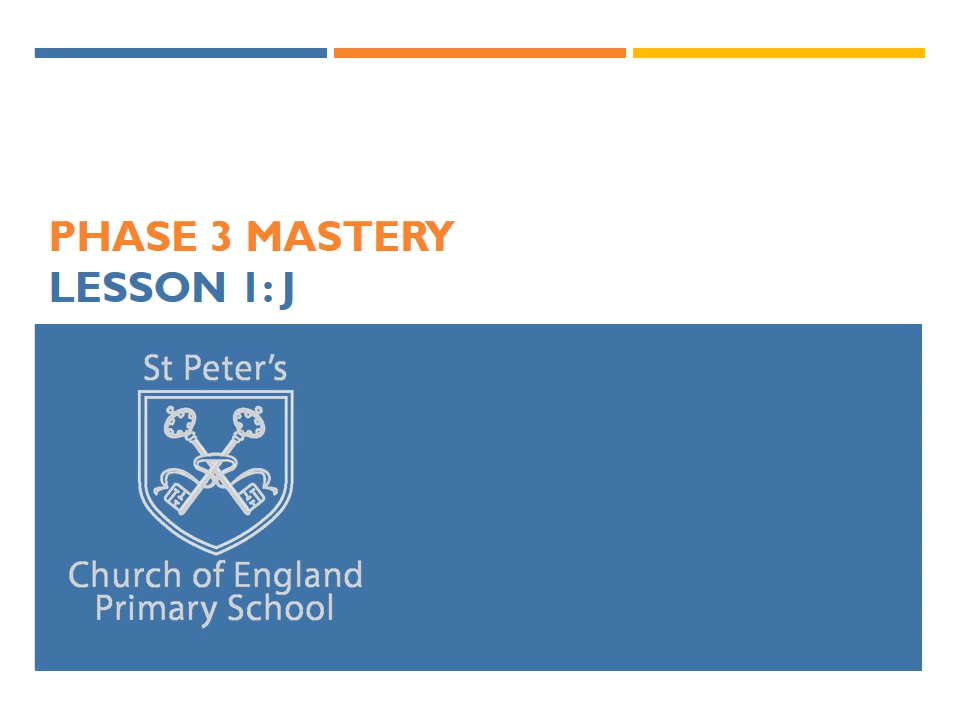 PHASE 3 MASTERY
LESSON 1: J
St Peter's
Church of England
Primary School